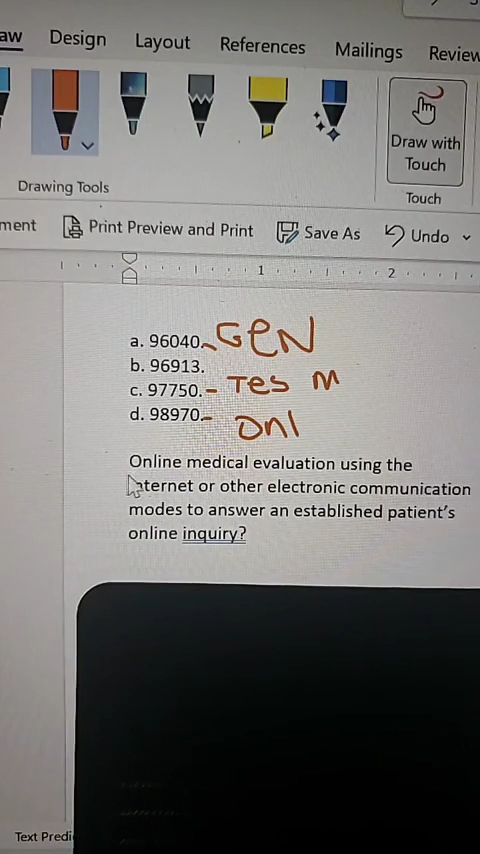 aw Design Layout References Mailings Review
Draw with
Touch
Drawing Tools
Touch
ment Print Preview and Print Save As Undo
1 2
a. 96040.- GeN
b. 96913.
c. 97750.- Tes M
d. 98970.- Onl
Online medical evaluation using the
nternet or other electronic communication
modes to answer an established patient's
online inquiry?
Text Predi